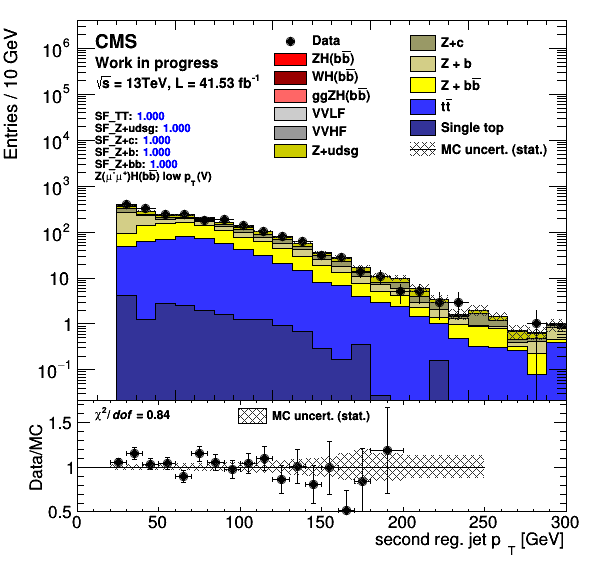 CMS
Work in progress
√s = 13TeV, L = 41.53 fb⁻¹
SF_TT: 1.000
SF_Z+udsg: 1.000
SF_Z+c: 1.000
SF_Z+b: 1.000
SF_Z+bb: 1.000
Z(μ⁻μ⁺)H(bb̅) low p_T(V)
Data
ZH(bb̅)
WH(bb̅)
ggZH(bb̅)
VVLF
VVHF
Z+udsg
Z+c
Z + b
Z + bb̅
tt̅
Single top
MC uncert. (stat.)
Entries / 10 GeV
10⁶
10⁵
10⁴
10³
10²
10
1
10⁻¹
χ²/dof = 0.84
MC uncert. (stat.)
Data/MC
1.5
1
0.5
0 50 100 150 200 250 300
second reg. jet p_T [GeV]